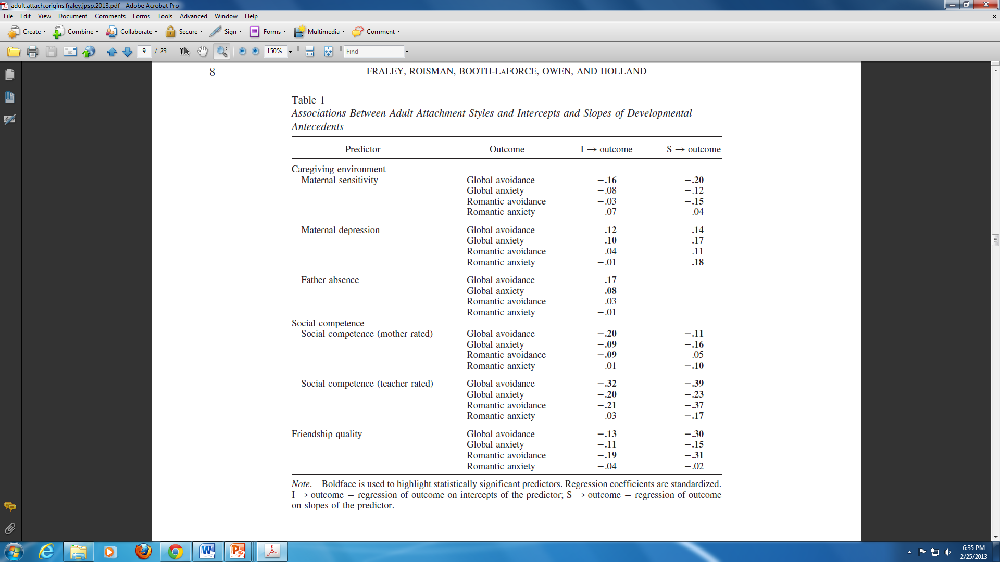 adult.attach.origins.fraley.jpsp.2013.pdf - Adobe Acrobat Pro
File Edit View Document Comments Forms Tools Advanced Window Help
Create Combine Collaborate Secure Sign Forms Multimedia Comment
9 / 23 150% Find
8 FRALEY, ROISMAN, BOOTH-LAFORCE, OWEN, AND HOLLAND
Table 1
Associations Between Adult Attachment Styles and Intercepts and Slopes of Developmental
Antecedents
Predictor Outcome I → outcome S → outcome
Caregiving environment
Maternal sensitivity Global avoidance −.16 −.20
Global anxiety −.08 −.12
Romantic avoidance −.03 −.15
Romantic anxiety .07 −.04
Maternal depression Global avoidance .12 .14
Global anxiety .10 .17
Romantic avoidance .04 .11
Romantic anxiety −.01 .18
Father absence Global avoidance .17
Global anxiety .08
Romantic avoidance .03
Romantic anxiety −.01
Social competence
Social competence (mother rated) Global avoidance −.20 −.11
Global anxiety −.09 −.16
Romantic avoidance −.09 −.05
Romantic anxiety −.01 −.10
Social competence (teacher rated) Global avoidance −.32 −.39
Global anxiety −.20 −.23
Romantic avoidance −.21 −.37
Romantic anxiety −.03 −.17
Friendship quality Global avoidance −.13 −.30
Global anxiety −.11 −.15
Romantic avoidance −.19 −.31
Romantic anxiety −.04 −.02
Note. Boldface is used to highlight statistically significant predictors. Regression coefficients are standardized.
I → outcome = regression of outcome on intercepts of the predictor; S → outcome = regression of outcome
on slopes of the predictor.
6:35 PM
2/25/2013